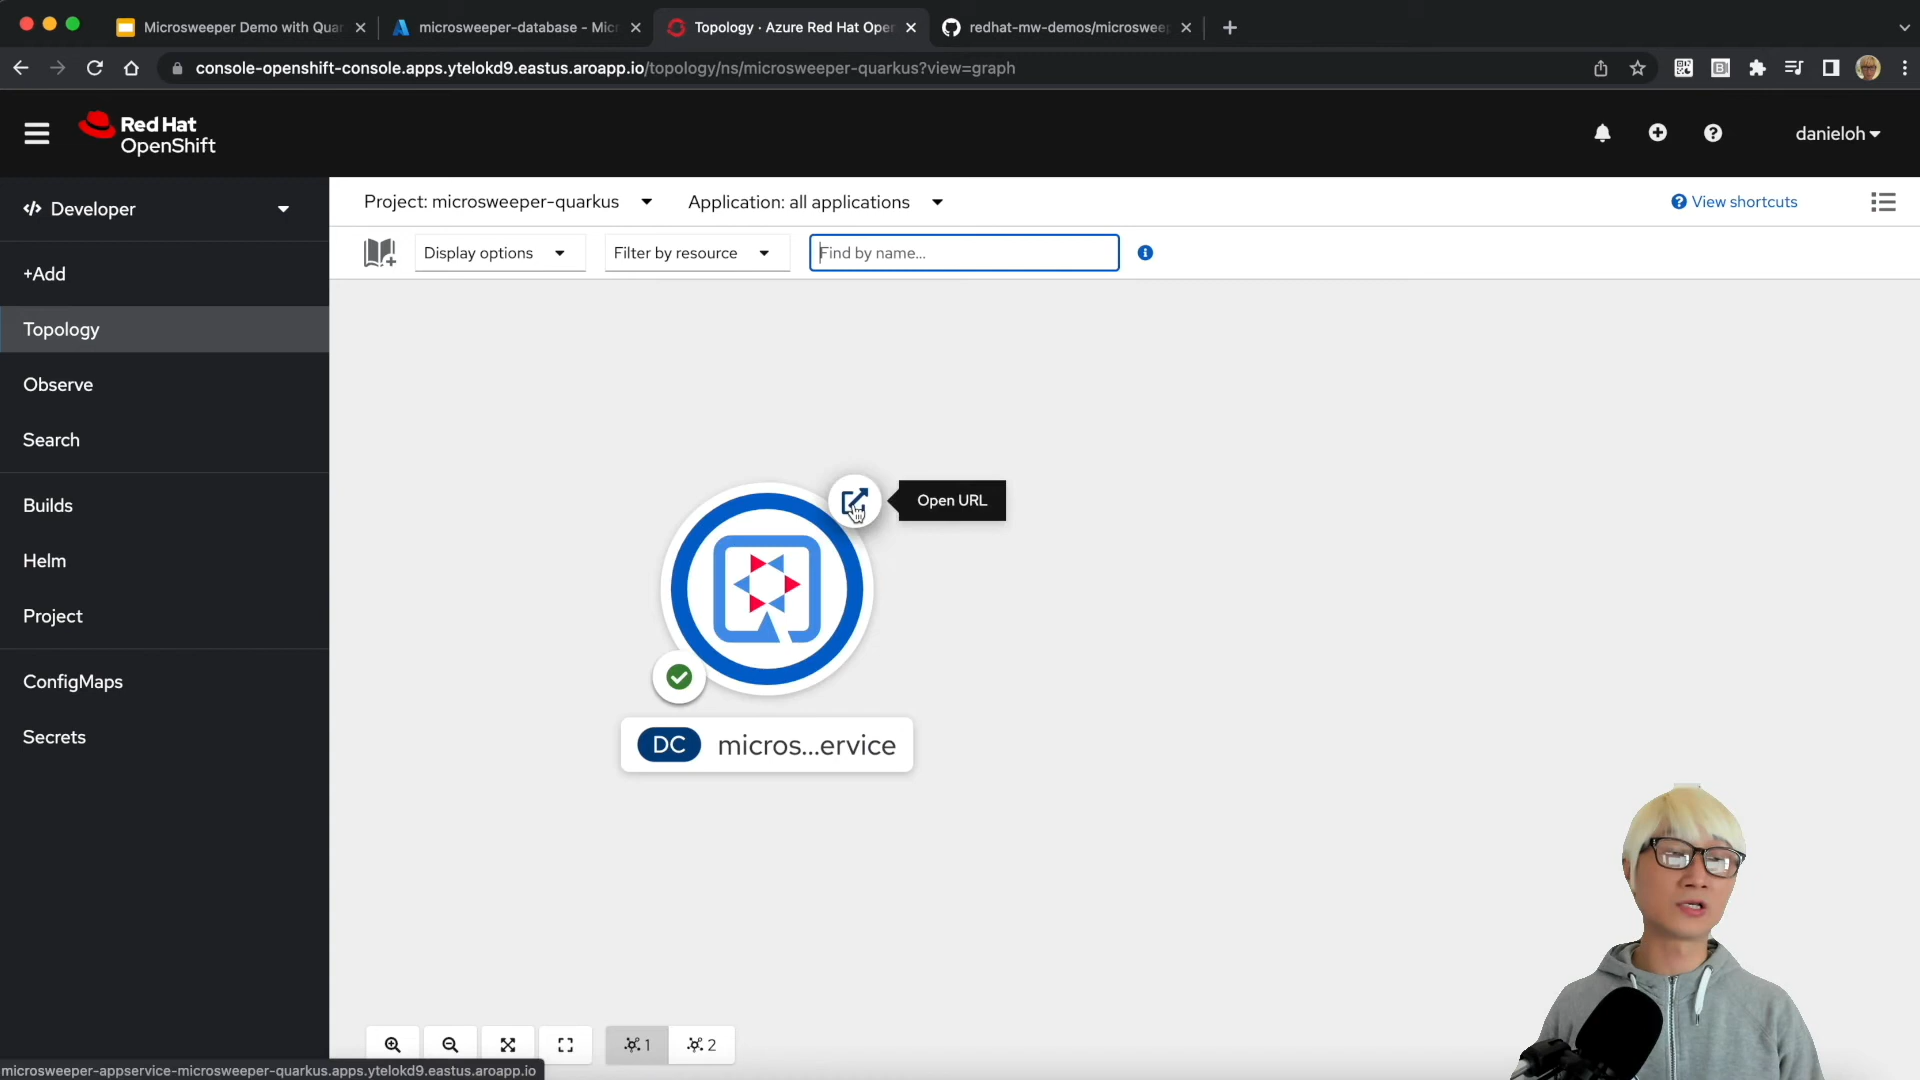 Microsweeper Demo with Quar
microsweeper-database - Micr
Topology · Azure Red Hat Oper
redhat-mw-demos/microsweep
console-openshift-console.apps.ytelokd9.eastus.aroapp.io/topology/ns/microsweeper-quarkus?view=graph
Red Hat
OpenShift
danieloh
Developer
Project: microsweeper-quarkus
Application: all applications
View shortcuts
Display options
Filter by resource
Find by name...
+Add
Topology
Observe
Search
Builds
Helm
Project
ConfigMaps
Secrets
Open URL
DC micros...ervice
1
2
microsweeper-appservice-microsweeper-quarkus.apps.ytelokd9.eastus.aroapp.io